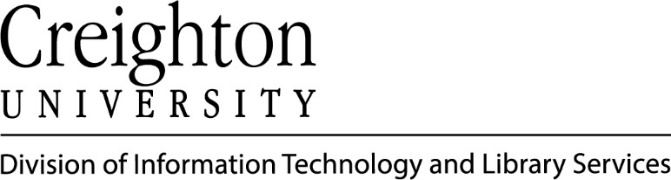 Creighton
UNIVERSITY
Division of Information Technology and Library Services